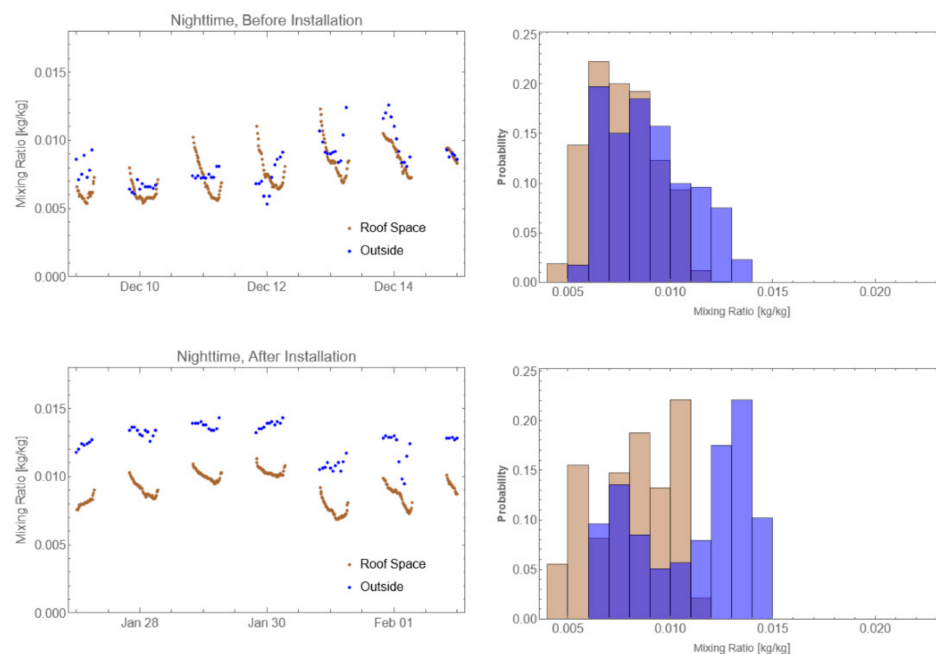 Nighttime, Before Installation
Mixing Ratio [kg/kg]
0.015
0.010
0.005
0.000
Roof Space
Outside
Dec 10
Dec 12
Dec 14
Probability
0.25
0.20
0.15
0.10
0.05
0.00
0.005
0.010
0.015
0.020
Mixing Ratio [kg/kg]
Nighttime, After Installation
Mixing Ratio [kg/kg]
0.015
0.010
0.005
0.000
Roof Space
Outside
Jan 28
Jan 30
Feb 01
Probability
0.25
0.20
0.15
0.10
0.05
0.00
0.005
0.010
0.015
0.020
Mixing Ratio [kg/kg]